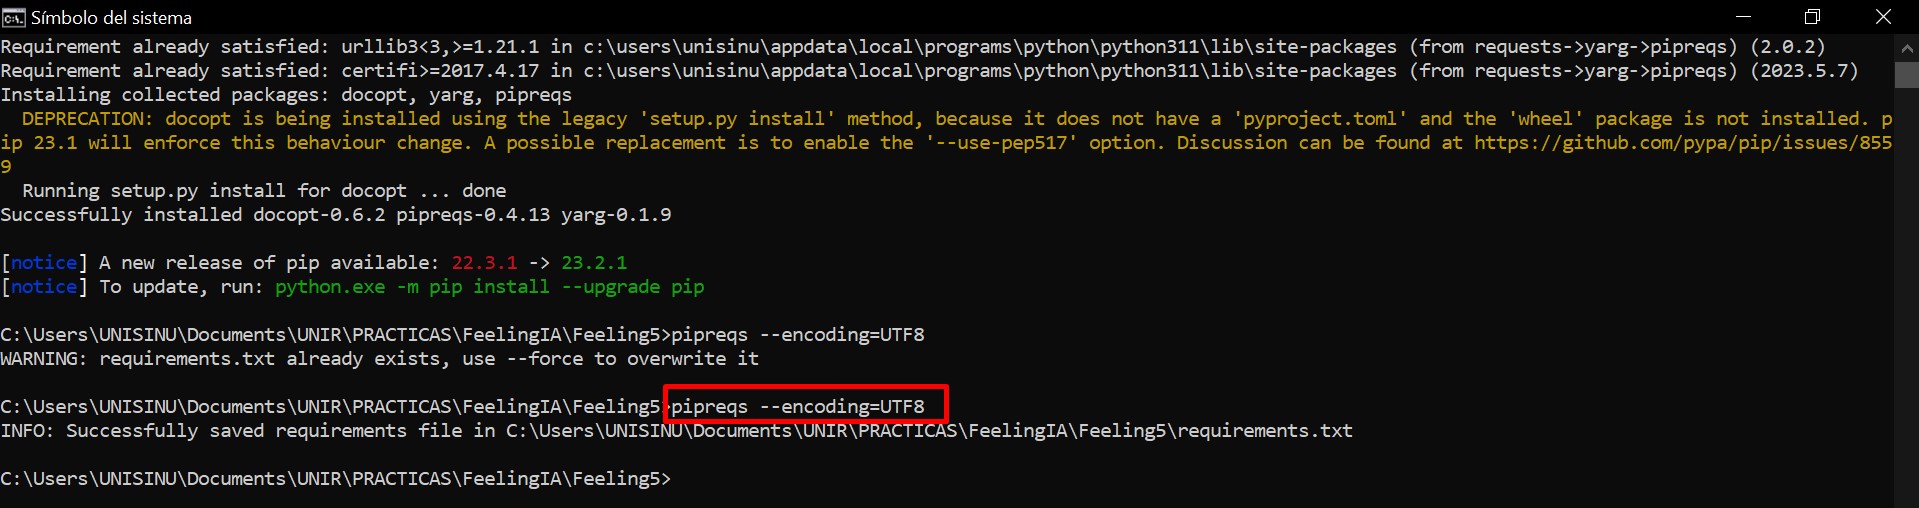 Símbolo del sistema
Requirement already satisfied: urllib3<3,>=1.21.1 in c:\users\unisinu\appdata\local\programs\python\python311\lib\site-packages (from requests->yarg->pipreqs) (2.0.2)
Requirement already satisfied: certifi>=2017.4.17 in c:\users\unisinu\appdata\local\programs\python\python311\lib\site-packages (from requests->yarg->pipreqs) (2023.5.7)
Installing collected packages: docopt, yarg, pipreqs
  DEPRECATION: docopt is being installed using the legacy 'setup.py install' method, because it does not have a 'pyproject.toml' and the 'wheel' package is not installed. p
ip 23.1 will enforce this behaviour change. A possible replacement is to enable the '--use-pep517' option. Discussion can be found at https://github.com/pypa/pip/issues/855
9
  Running setup.py install for docopt ... done
Successfully installed docopt-0.6.2 pipreqs-0.4.13 yarg-0.1.9
[notice] A new release of pip available: 22.3.1 -> 23.2.1
[notice] To update, run: python.exe -m pip install --upgrade pip
C:\Users\UNISINU\Documents\UNIR\PRACTICAS\FeelingIA\Feeling5>pipreqs --encoding=UTF8
WARNING: requirements.txt already exists, use --force to overwrite it
C:\Users\UNISINU\Documents\UNIR\PRACTICAS\FeelingIA\Feeling5>pipreqs --encoding=UTF8
INFO: Successfully saved requirements file in C:\Users\UNISINU\Documents\UNIR\PRACTICAS\FeelingIA\Feeling5\requirements.txt
C:\Users\UNISINU\Documents\UNIR\PRACTICAS\FeelingIA\Feeling5>